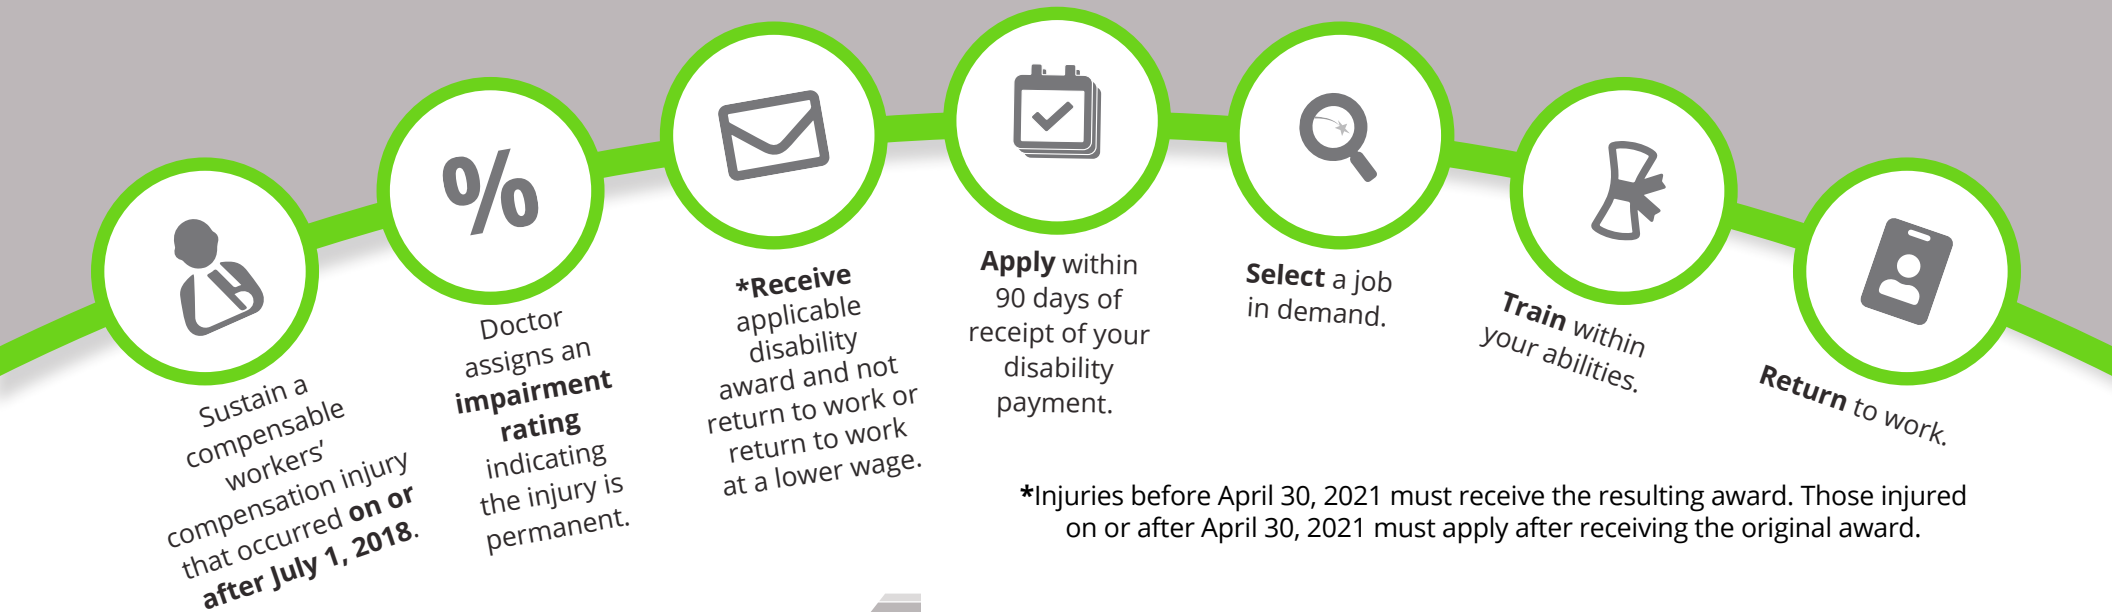 %
Sustain a
compensable
workers'
compensation injury
that occurred on or
after July 1, 2018.
Doctor
assigns an
impairment
rating
indicating
the injury is
permanent.
*Receive
applicable
disability
award and not
return to work or
return to work
at a lower wage.
Apply within
90 days of
receipt of your
disability
payment.
Select a job
in demand.
Train within
your abilities.
Return to work.
*Injuries before April 30, 2021 must receive the resulting award. Those injured
on or after April 30, 2021 must apply after receiving the original award.